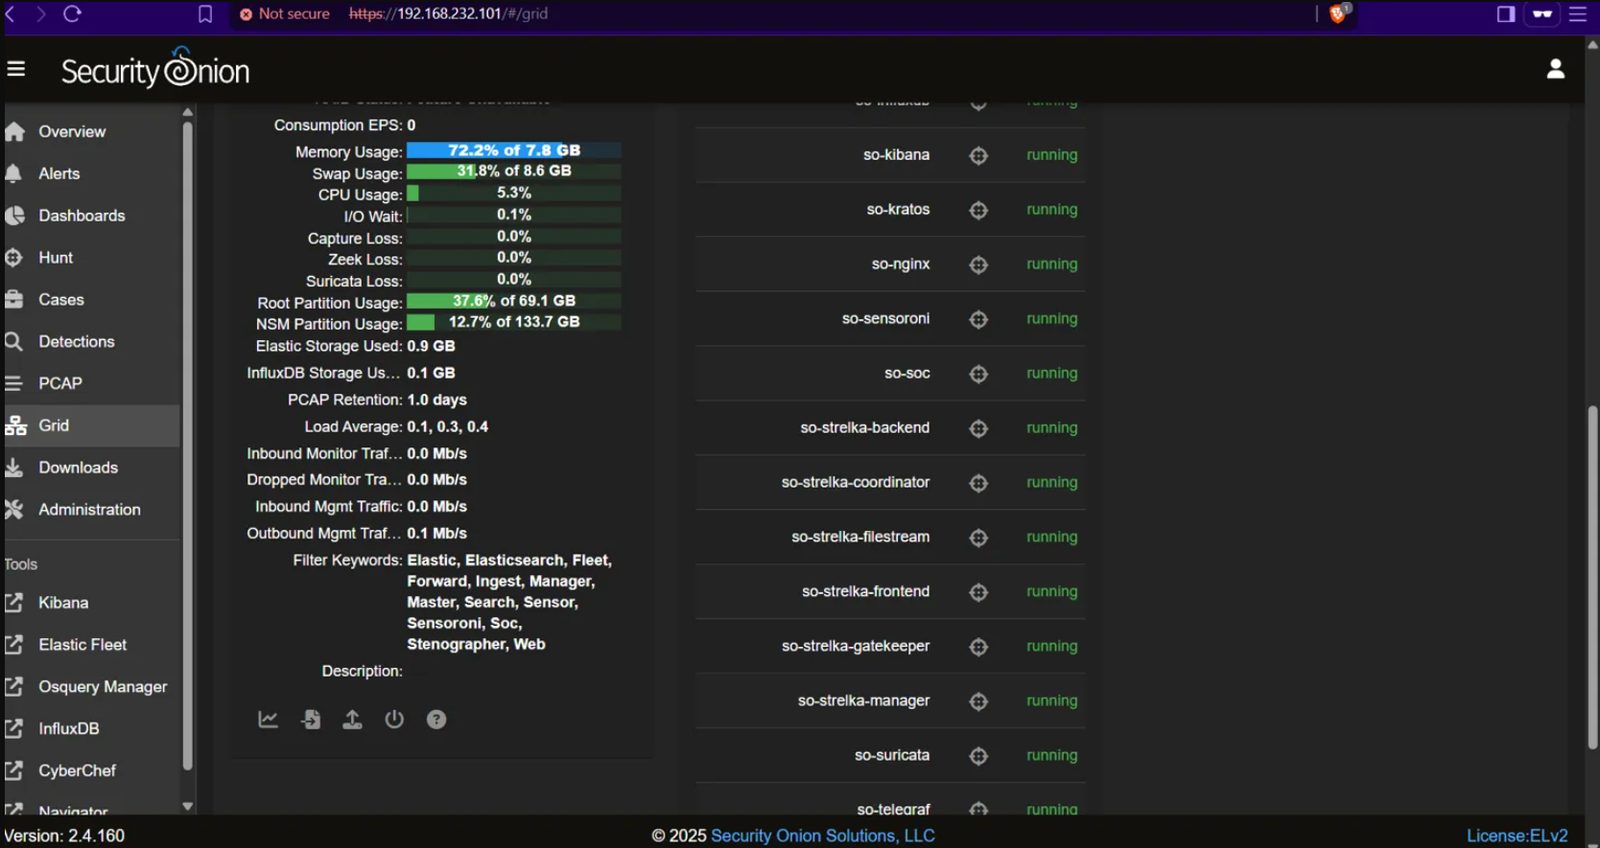 Not secure https://192.168.232.101/#/grid
1
Security Onion
Overview
Alerts
Dashboards
Hunt
Cases
Detections
PCAP
Grid
Downloads
Administration
Tools
Kibana
Elastic Fleet
Osquery Manager
InfluxDB
CyberChef
Navigator
Consumption EPS: 0
Memory Usage: 72.2% of 7.8 GB
Swap Usage: 31.8% of 8.6 GB
CPU Usage: 5.3%
I/O Wait: 0.1%
Capture Loss: 0.0%
Zeek Loss: 0.0%
Suricata Loss: 0.0%
Root Partition Usage: 37.6% of 69.1 GB
NSM Partition Usage: 12.7% of 133.7 GB
Elastic Storage Used: 0.9 GB
InfluxDB Storage Us... 0.1 GB
PCAP Retention: 1.0 days
Load Average: 0.1, 0.3, 0.4
Inbound Monitor Traf... 0.0 Mb/s
Dropped Monitor Tra... 0.0 Mb/s
Inbound Mgmt Traffic: 0.0 Mb/s
Outbound Mgmt Traf... 0.1 Mb/s
Filter Keywords: Elastic, Elasticsearch, Fleet,
Forward, Ingest, Manager,
Master, Search, Sensor,
Sensoroni, Soc,
Stenographer, Web
Description:
so-influxdb running
so-kibana running
so-kratos running
so-nginx running
so-sensoroni running
so-soc running
so-strelka-backend running
so-strelka-coordinator running
so-strelka-filestream running
so-strelka-frontend running
so-strelka-gatekeeper running
so-strelka-manager running
so-suricata running
so-telegraf running
Version: 2.4.160
© 2025 Security Onion Solutions, LLC
License:ELv2